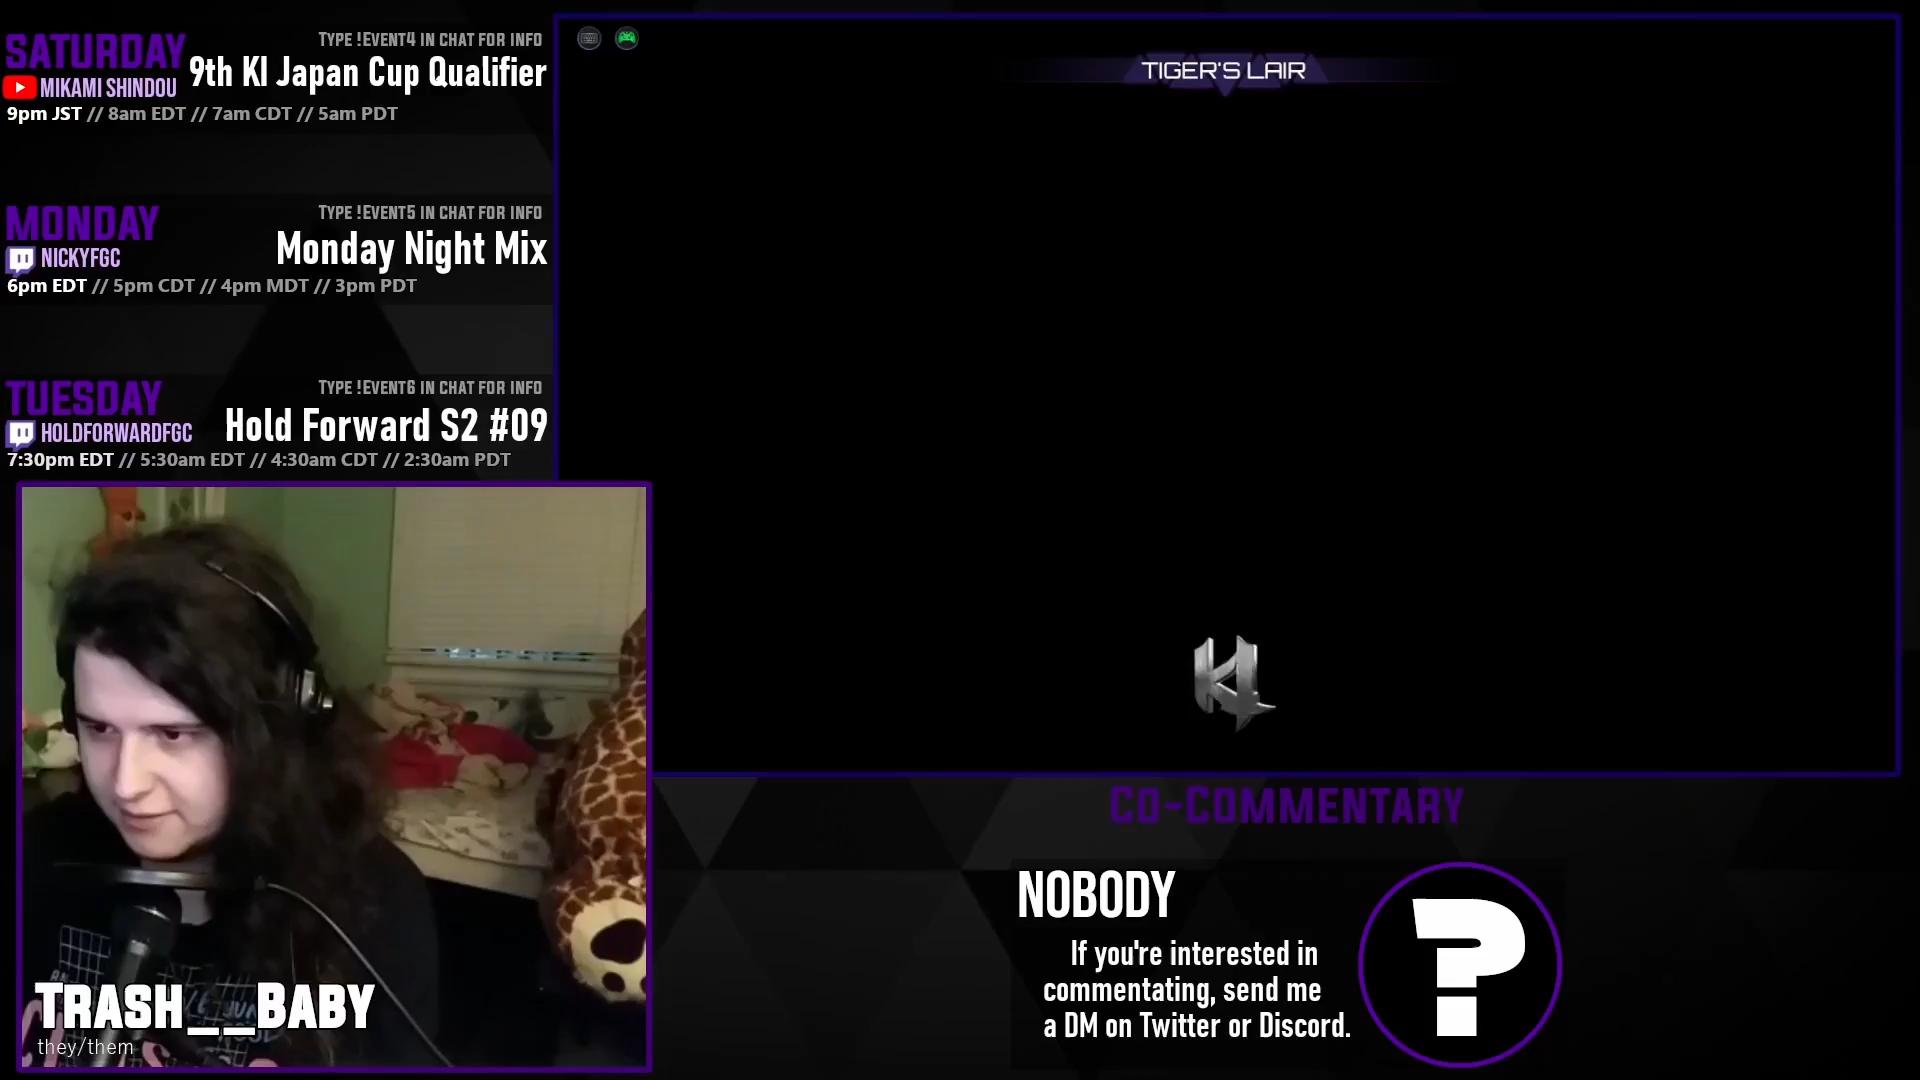 SATURDAY
TYPE !EVENT4 IN CHAT FOR INFO
MIKAMI SHINDOU
9th KI Japan Cup Qualifier
9pm JST // 8am EDT // 7am CDT // 5am PDT
MONDAY
TYPE !EVENT5 IN CHAT FOR INFO
NICKYFGC
Monday Night Mix
6pm EDT // 5pm CDT // 4pm MDT // 3pm PDT
TUESDAY
TYPE !EVENT6 IN CHAT FOR INFO
HOLDFORWARDFGC
Hold Forward S2 #09
7:30pm EDT // 5:30am EDT // 4:30am CDT // 2:30am PDT
TIGER'S LAIR
KI
TRASH__BABY
they/them
CO-COMMENTARY
NOBODY
If you're interested in
commentating, send me
a DM on Twitter or Discord.
?